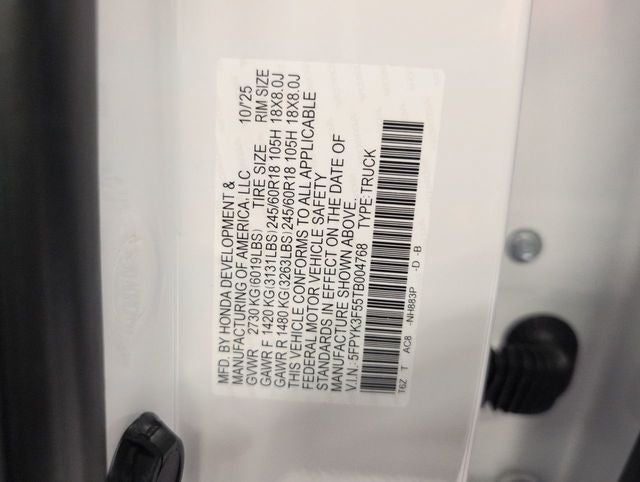 MFD. BY HONDA DEVELOPMENT &
MANUFACTURING OF AMERICA, LLC 10/'25
GVWR 2730 KG(6019LBS) TIRE SIZE RIM SIZE
GAWR F 1420 KG(3131LBS)245/60R18 105H 18X8.0J
GAWR R 1480 KG(3263LBS)245/60R18 105H 18X8.0J
THIS VEHICLE CONFORMS TO ALL APPLICABLE
FEDERAL MOTOR VEHICLE SAFETY
STANDARDS IN EFFECT ON THE DATE OF
MANUFACTURE SHOWN ABOVE.
V.I.N.:5FPYK3F55TB004768 TYPE:TRUCK
T6Z T AC8 -NH883P -D -B